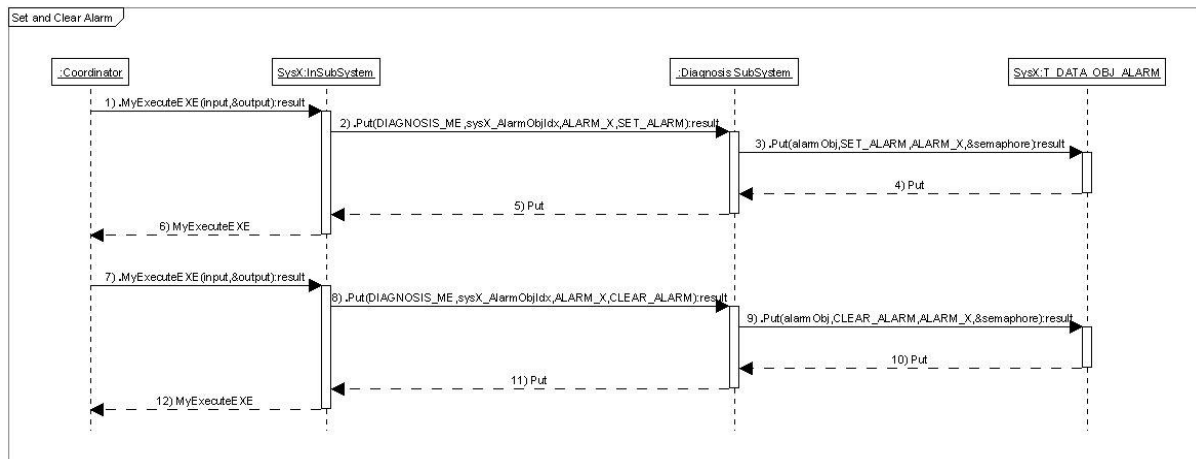 Set and Clear Alarm
:Coordinator
SysX:InSubSystem
:Diagnosis SubSystem
SysX:T_DATA_OBJ_ALARM
1) .MyExecuteEXE(input,&output):result
2) .Put(DIAGNOSIS_ME,sysX_AlarmObjIdx,ALARM_X,SET_ALARM):result
3) .Put(alarmObj,SET_ALARM,ALARM_X,&semaphore):result
4) Put
5) Put
6) MyExecuteEXE
7) .MyExecuteEXE(input,&output):result
8) .Put(DIAGNOSIS_ME,sysX_AlarmObjIdx,ALARM_X,CLEAR_ALARM):result
9) .Put(alarmObj,CLEAR_ALARM,ALARM_X,&semaphore):result
10) Put
11) Put
12) MyExecuteEXE